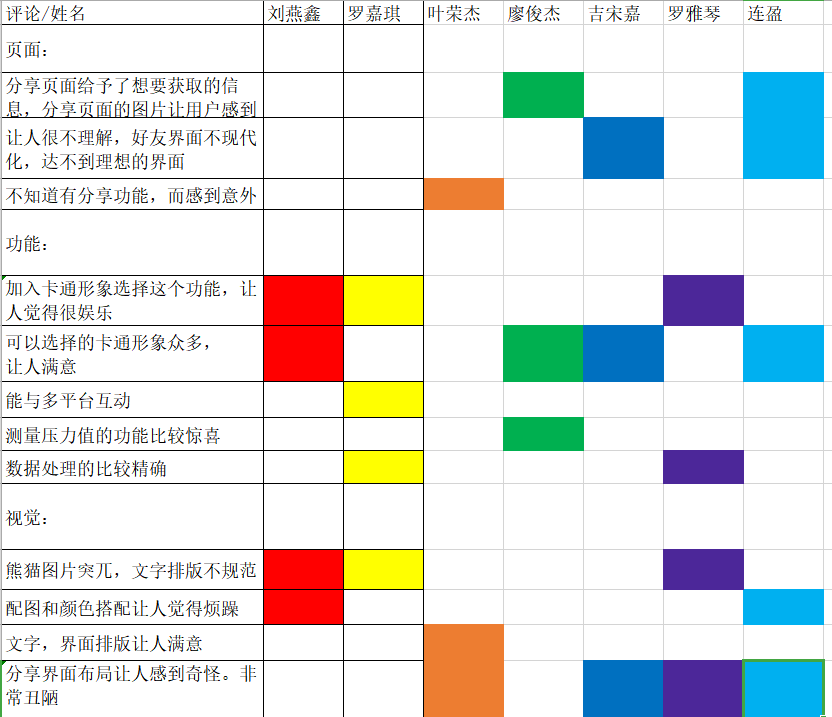 评论/姓名 刘燕鑫 罗嘉琪 叶荣杰 廖俊杰 吉宋嘉 罗雅琴 连盈
页面：
分享页面给予了想要获取的信
息，分享页面的图片让用户感到
让人很不理解，好友界面不现代
化，达不到理想的界面
不知道有分享功能，而感到意外
功能：
加入卡通形象选择这个功能，让
人觉得很娱乐
可以选择的卡通形象众多，
让人满意
能与多平台互动
测量压力值的功能比较惊喜
数据处理的比较精确
视觉：
熊猫图片突兀，文字排版不规范
配图和颜色搭配让人觉得烦躁
文字，界面排版让人满意
分享界面布局让人感到奇怪。非
常丑陋